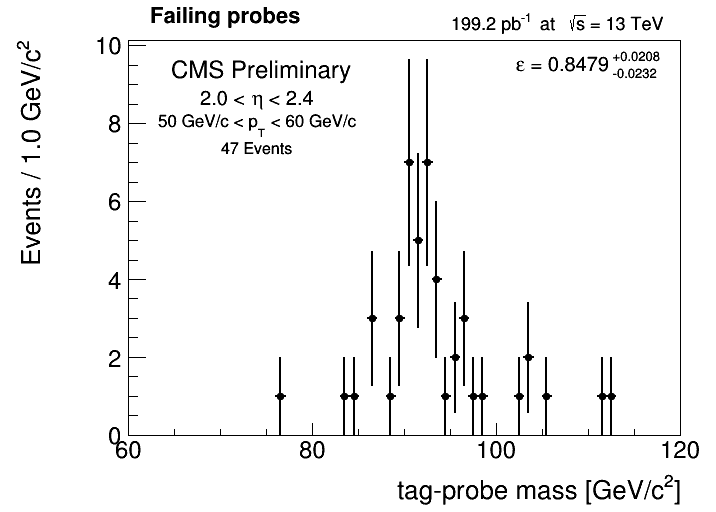 Failing probes
199.2 pb⁻¹ at √s = 13 TeV
CMS Preliminary
ε = 0.8479 +0.0208 -0.0232
2.0 < η < 2.4
50 GeV/c < p_T < 60 GeV/c
47 Events
Events / 1.0 GeV/c²
10
8
6
4
2
0
60 80 100 120
tag-probe mass [GeV/c²]